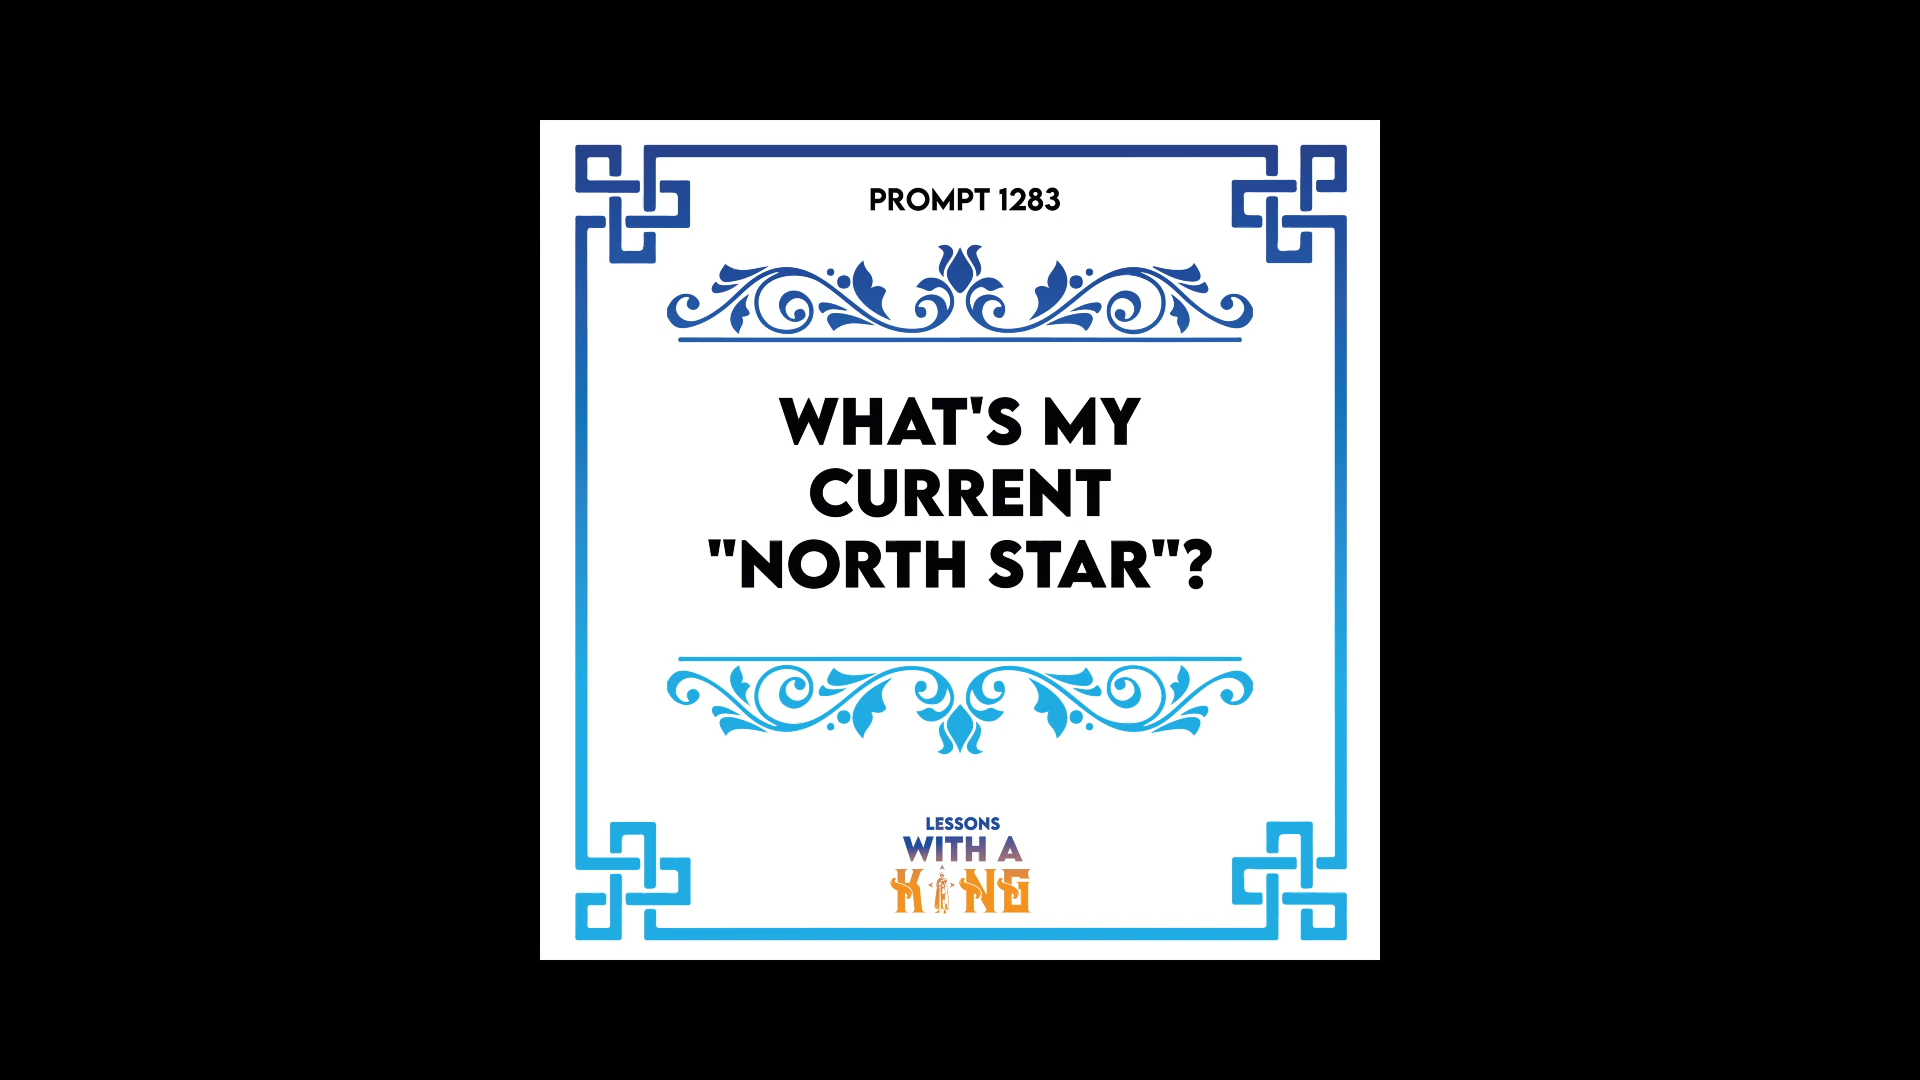 PROMPT 1283
WHAT'S MY
CURRENT
"NORTH STAR"?
LESSONS
WITH A
KING